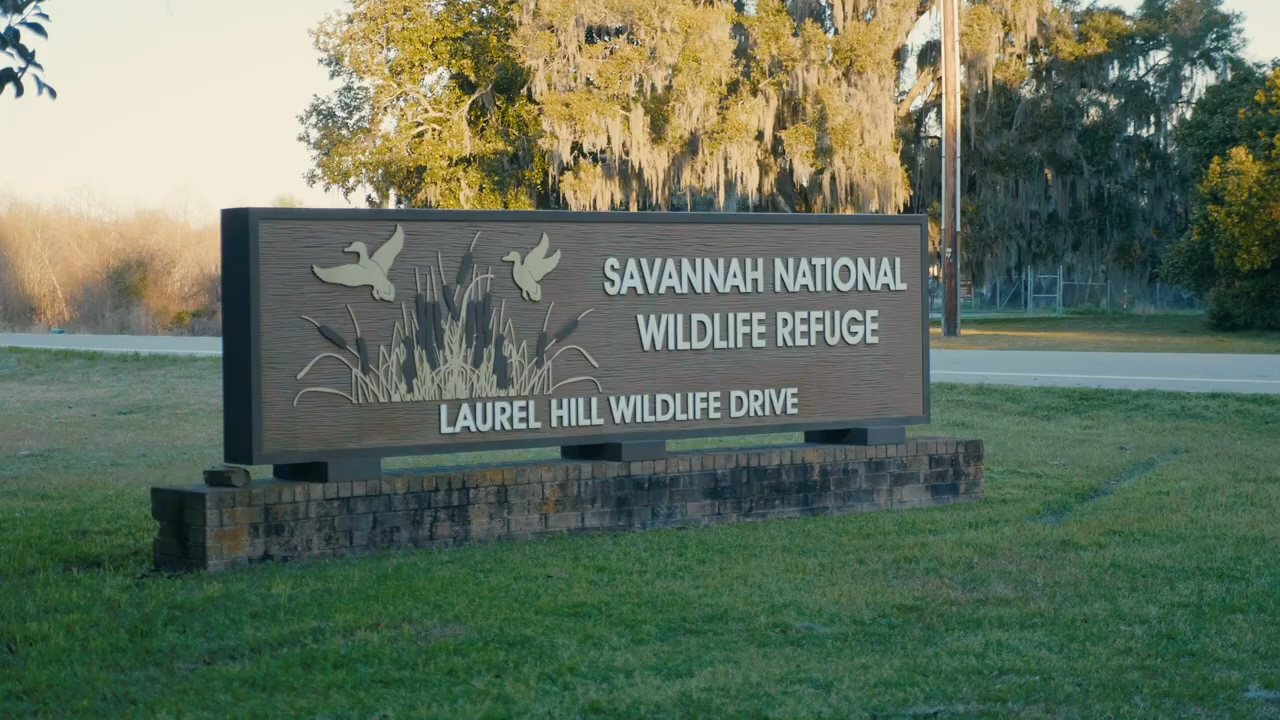 SAVANNAH NATIONAL
WILDLIFE REFUGE
LAUREL HILL WILDLIFE DRIVE